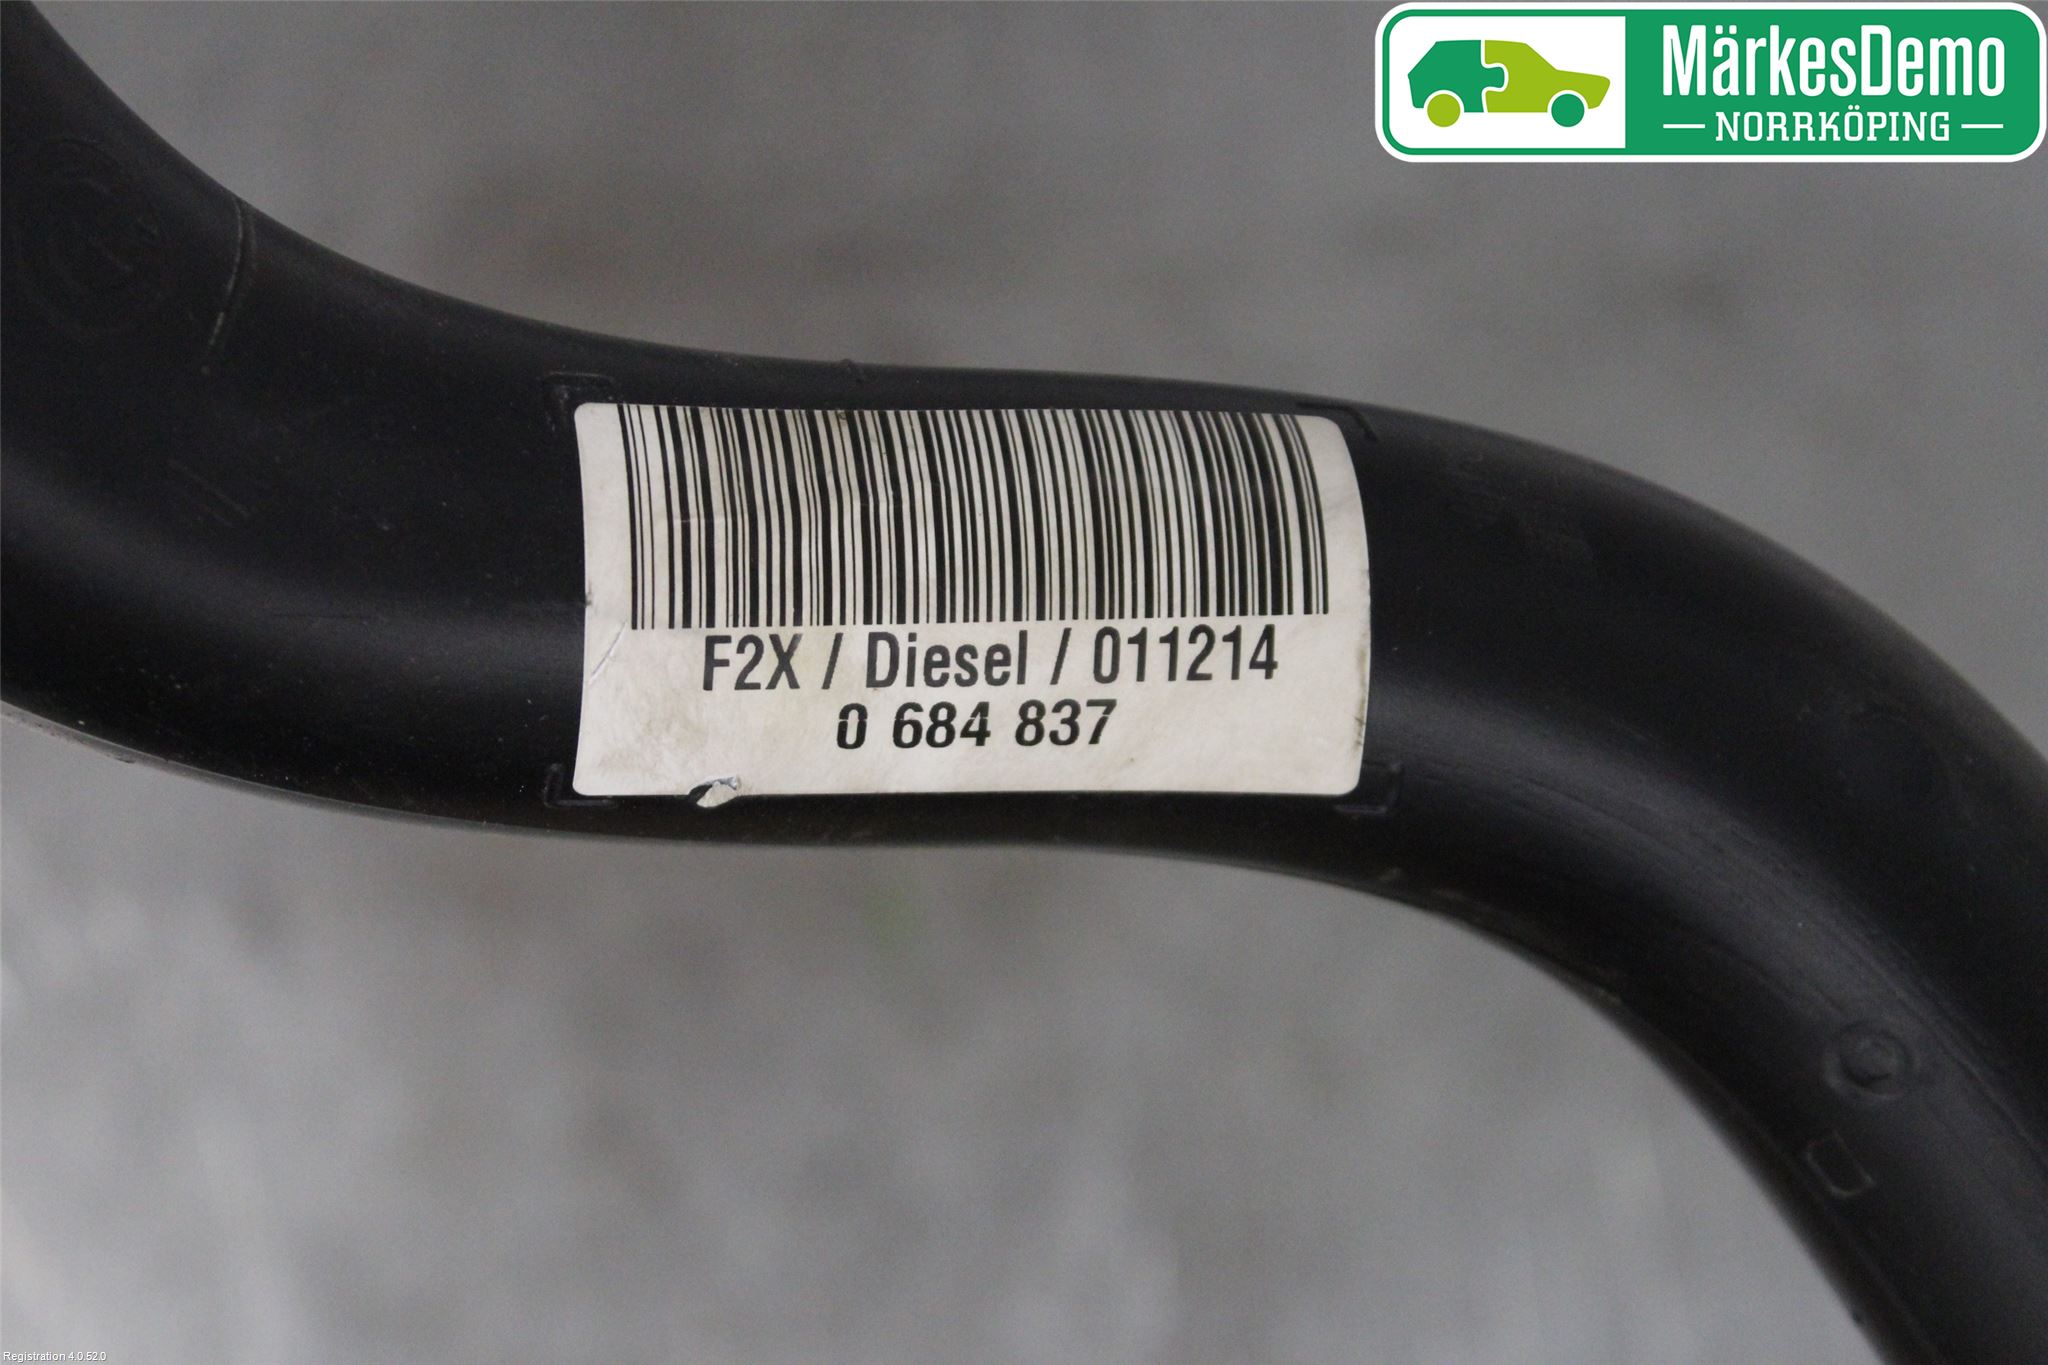 MärkesDemo
NORRKÖPING
F2X / Diesel / 011214
0 684 837
Registration 4.0.52.0